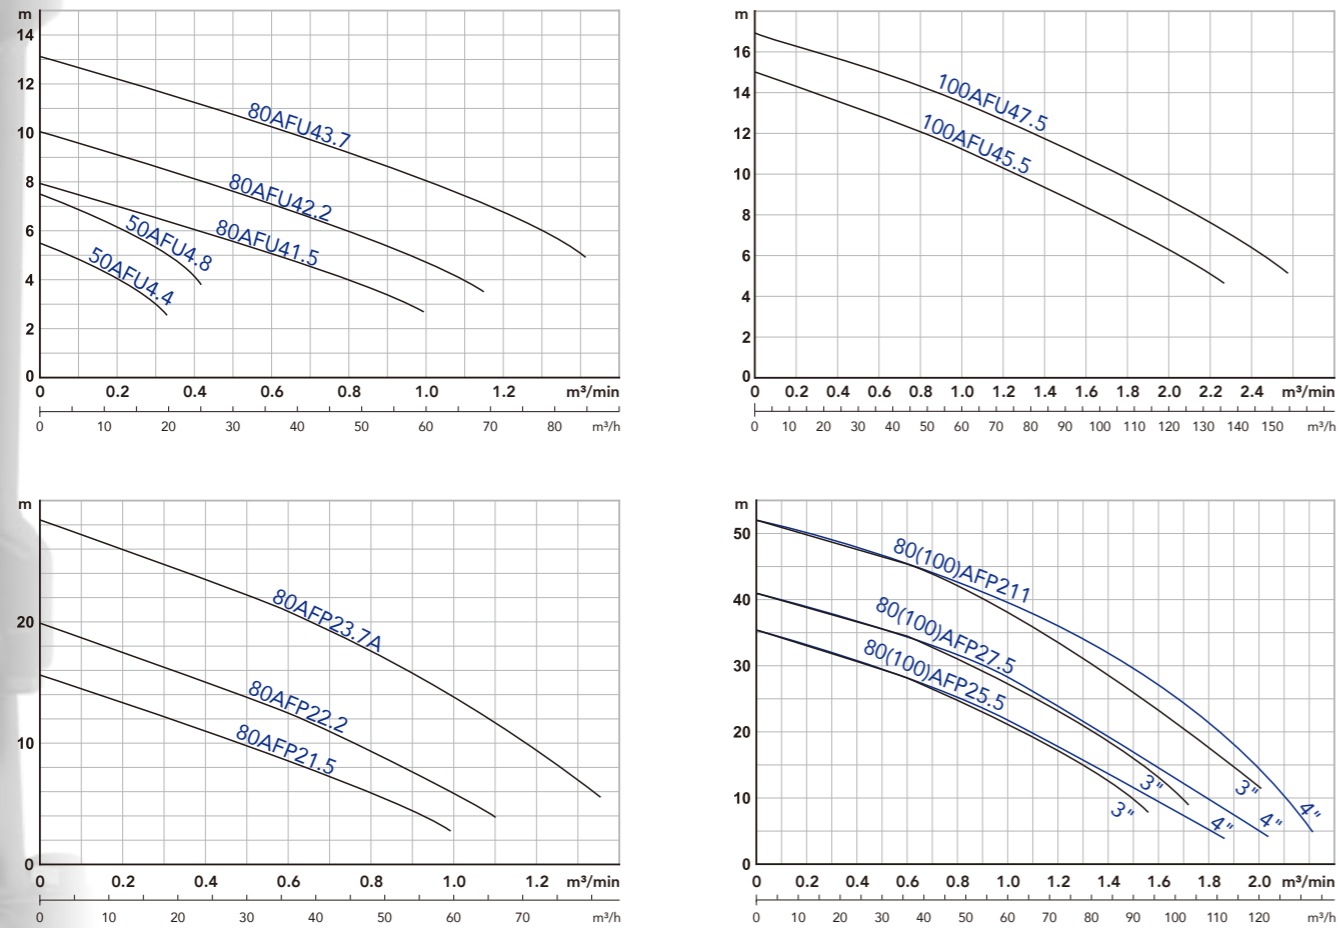 m
14
12
10
8
6
4
2
0
80AFU43.7
80AFU42.2
80AFU41.5
50AFU4.8
50AFU4.4
0 0.2 0.4 0.6 0.8 1.0 1.2 m³/min
0 10 20 30 40 50 60 70 80 m³/h
m
16
14
12
10
8
6
4
2
0
100AFU47.5
100AFU45.5
0 0.2 0.4 0.6 0.8 1.0 1.2 1.4 1.6 1.8 2.0 2.2 2.4 m³/min
0 10 20 30 40 50 60 70 80 90 100 110 120 130 140 150 m³/h
m
20
10
0
80AFP23.7A
80AFP22.2
80AFP21.5
0 0.2 0.4 0.6 0.8 1.0 1.2 m³/min
0 10 20 30 40 50 60 70 m³/h
m
50
40
30
20
10
0
80(100)AFP211
80(100)AFP27.5
80(100)AFP25.5
3" 3" 4" 4" 3" 4"
0 0.2 0.4 0.6 0.8 1.0 1.2 1.4 1.6 1.8 2.0 m³/min
0 10 20 30 40 50 60 70 80 90 100 110 120 m³/h